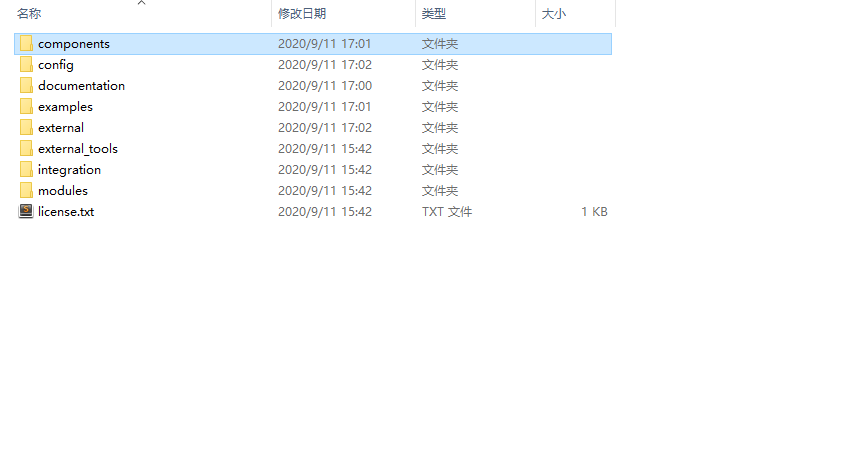 名称 修改日期 类型 大小
components 2020/9/11 17:01 文件夹
config 2020/9/11 17:02 文件夹
documentation 2020/9/11 17:00 文件夹
examples 2020/9/11 17:01 文件夹
external 2020/9/11 17:02 文件夹
external_tools 2020/9/11 15:42 文件夹
integration 2020/9/11 15:42 文件夹
modules 2020/9/11 15:42 文件夹
license.txt 2020/9/11 15:42 TXT 文件 1 KB